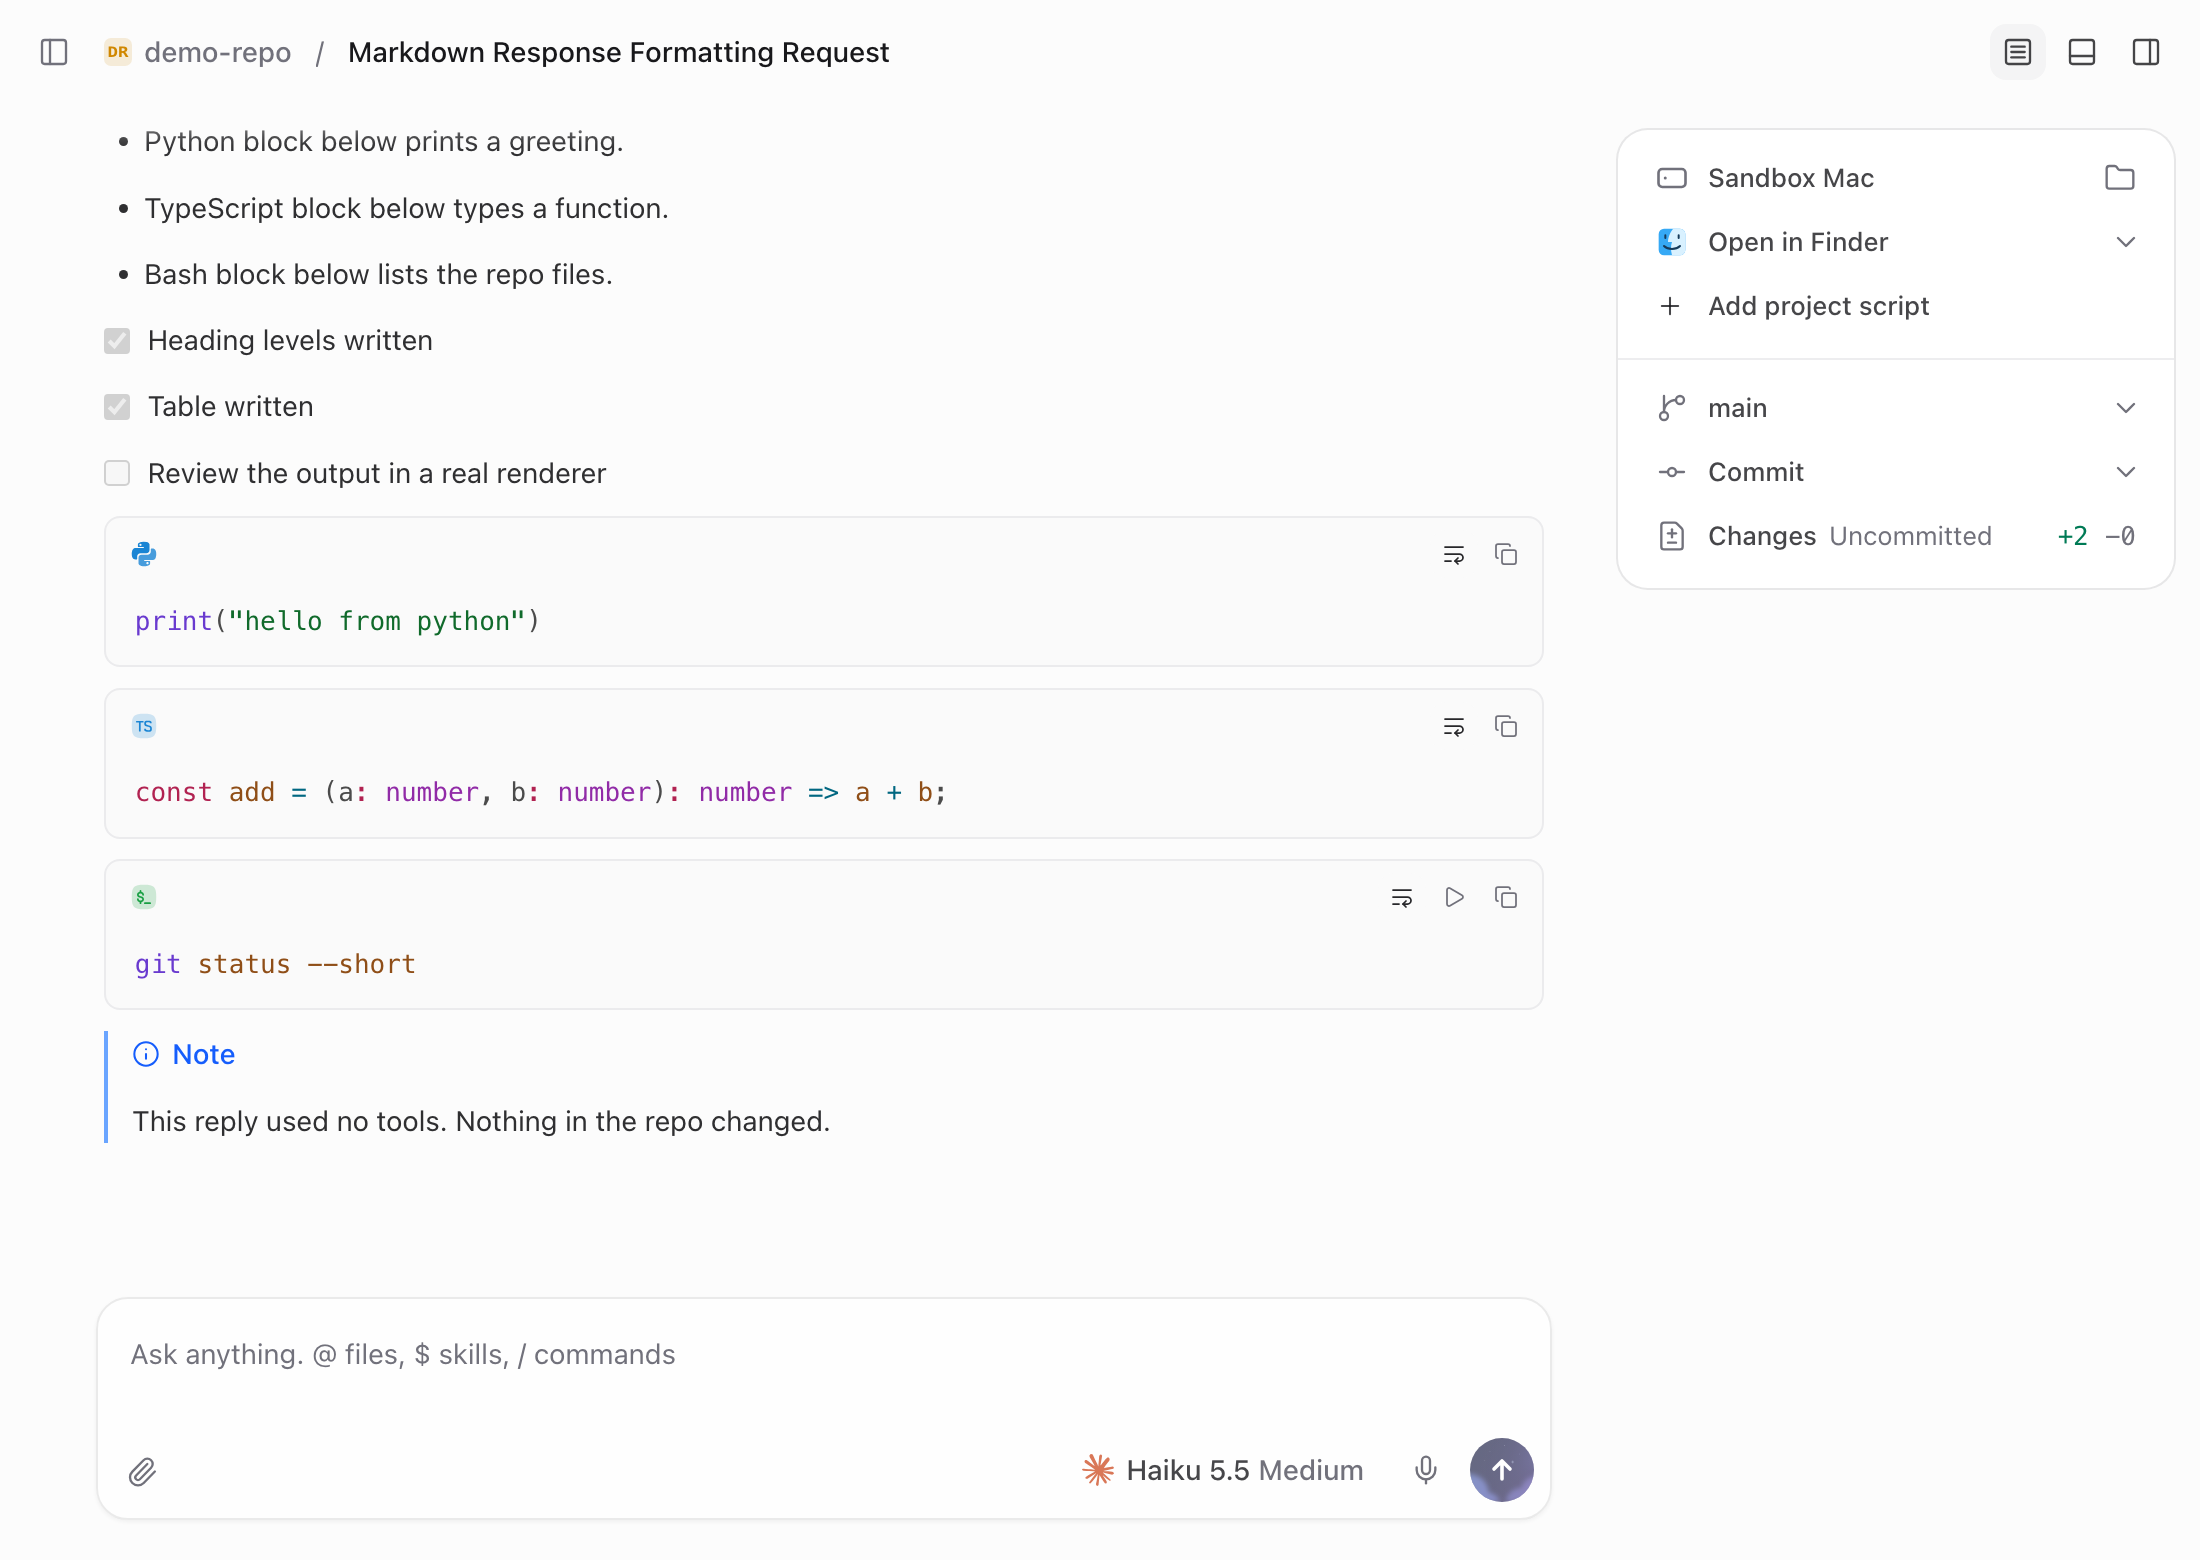 DR demo-repo / Markdown Response Formatting Request
Python block below prints a greeting.
TypeScript block below types a function.
Bash block below lists the repo files.
Heading levels written
Table written
Review the output in a real renderer
print("hello from python")
TS
const add = (a: number, b: number): number => a + b;
$_
git status --short
Note
This reply used no tools. Nothing in the repo changed.
Ask anything. @ files, $ skills, / commands
Haiku 5.5 Medium
Sandbox Mac
Open in Finder
Add project script
main
Commit
Changes Uncommitted +2 −0